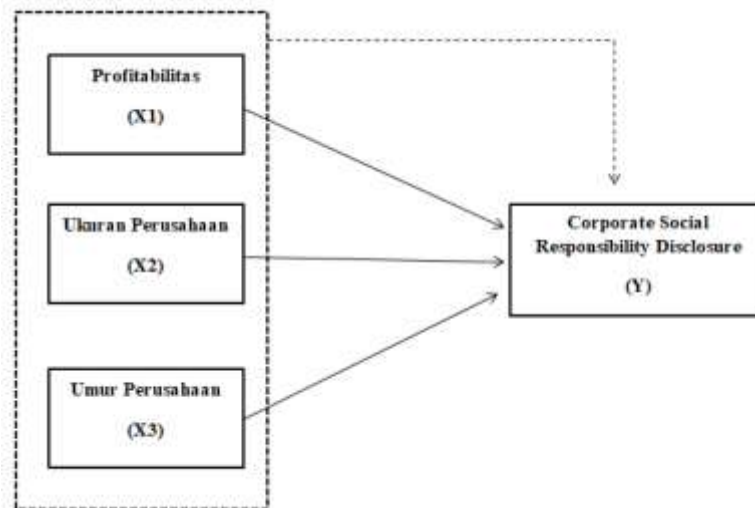 Profitabilitas
(X1)
Ukuran Perusahaan
(X2)
Umur Perusahaan
(X3)
Corporate Social
Responsibility Disclosure
(Y)